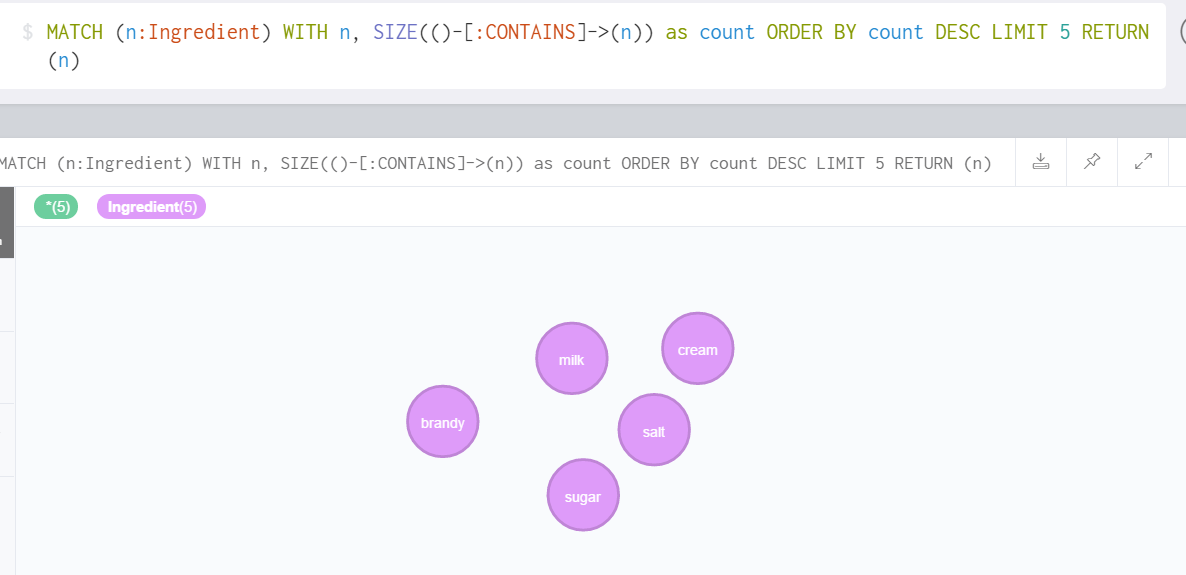 $ MATCH (n:Ingredient) WITH n, SIZE(()-[:CONTAINS]->(n)) as count ORDER BY count DESC LIMIT 5 RETURN
(n)
MATCH (n:Ingredient) WITH n, SIZE(()-[:CONTAINS]->(n)) as count ORDER BY count DESC LIMIT 5 RETURN (n)
*(5) Ingredient(5)
cream
milk
brandy
salt
sugar